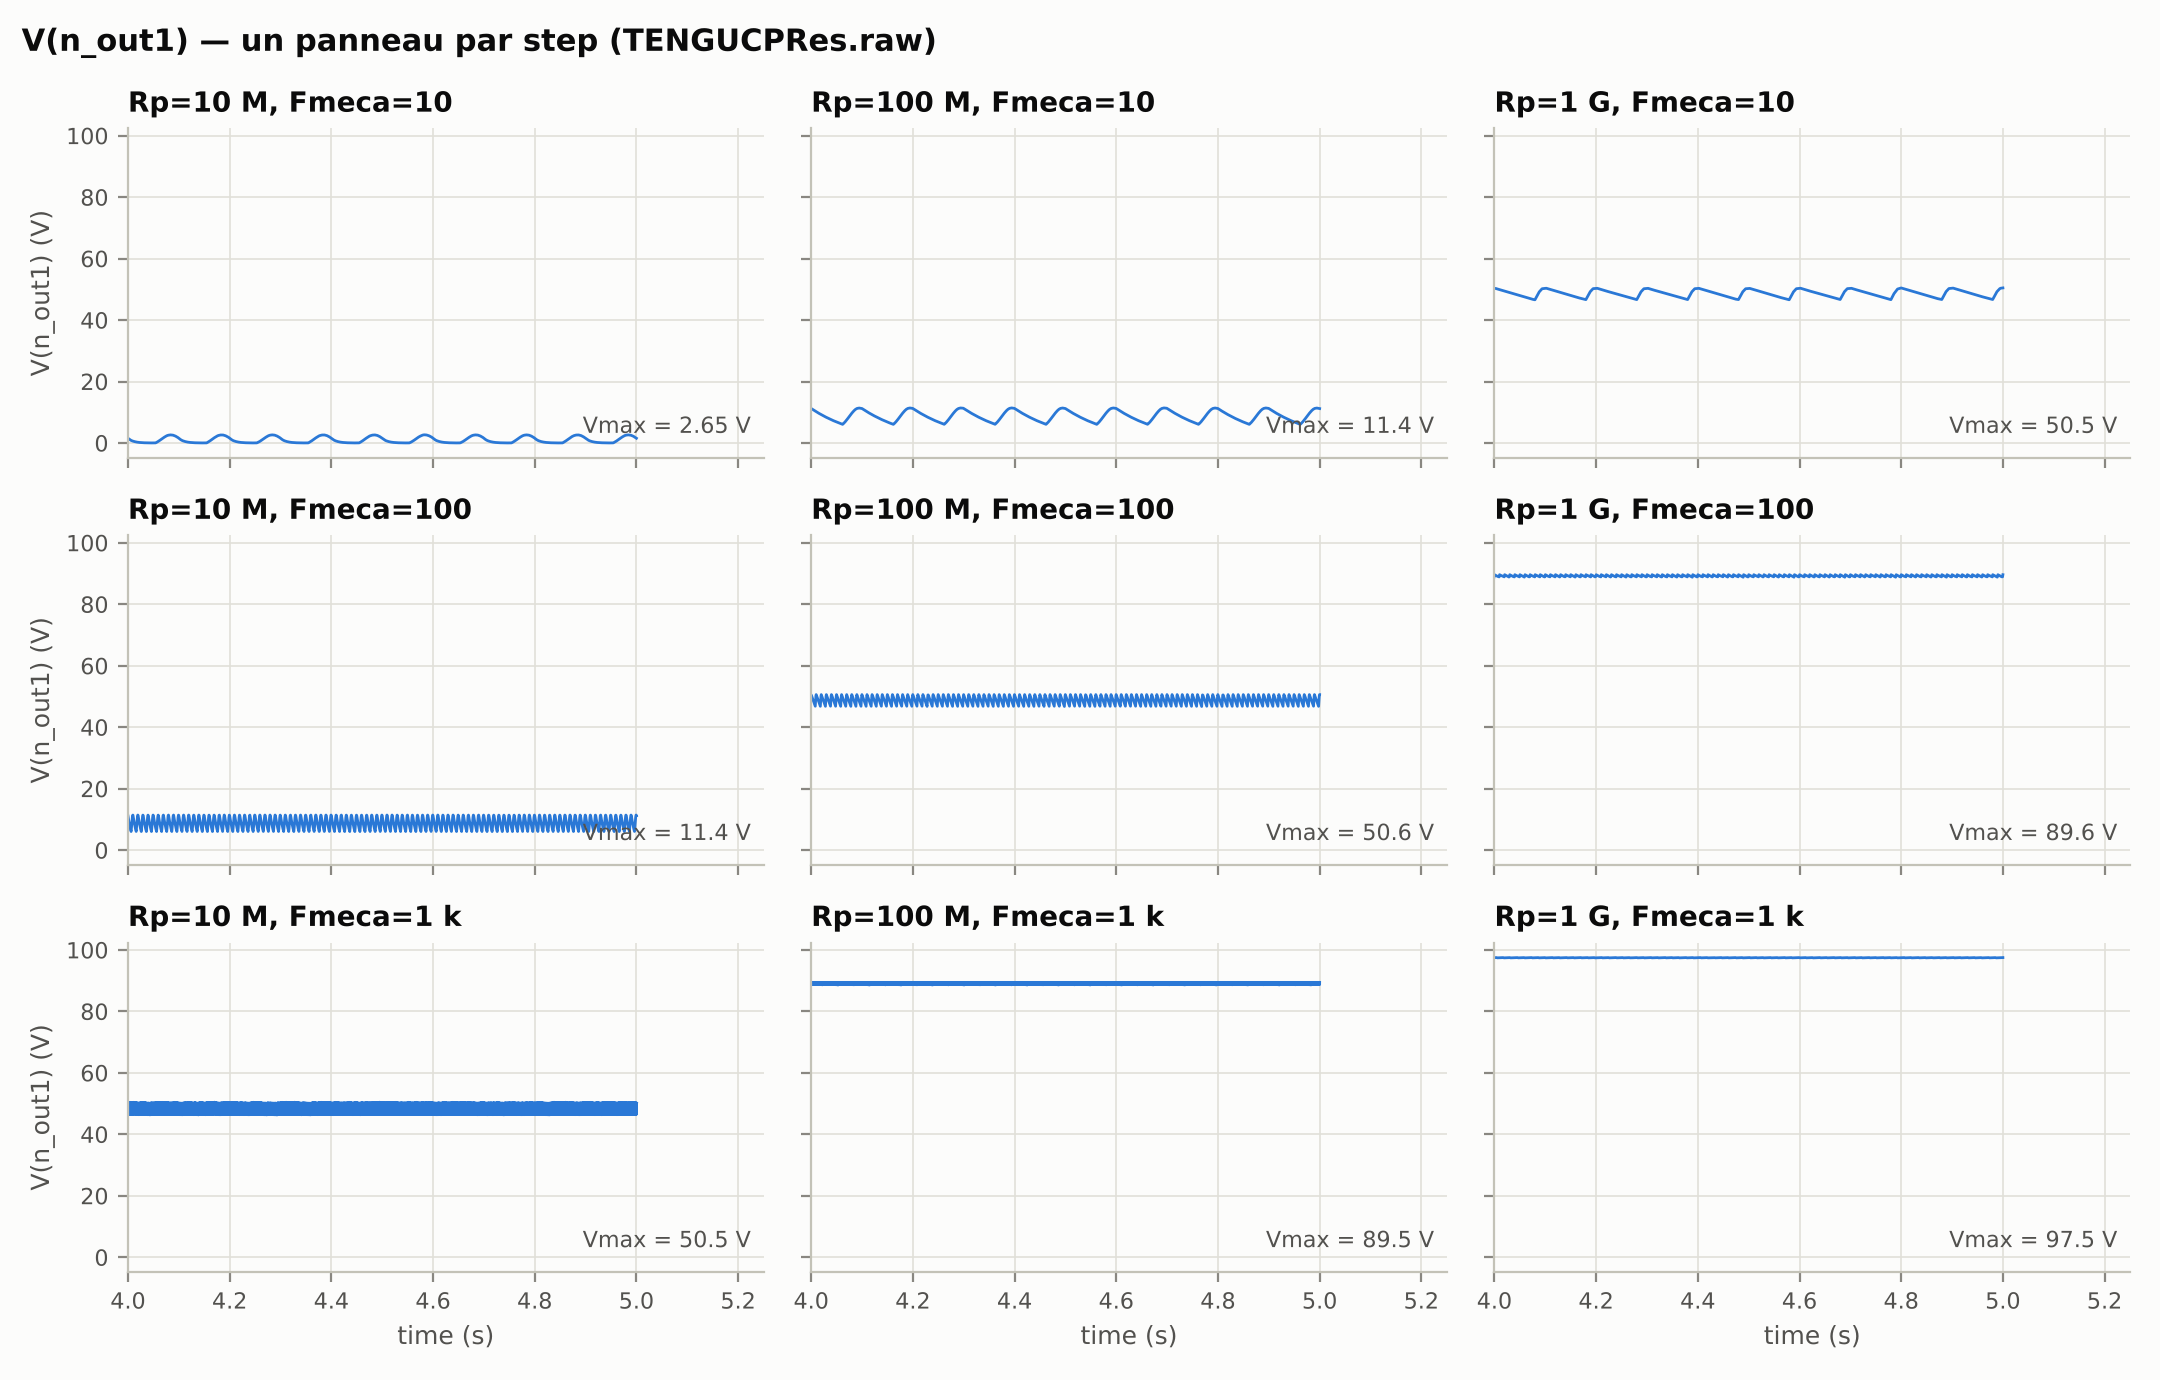 V(n_out1) — un panneau par step (TENGUCPRes.raw)
Rp=10 M, Fmeca=10
Rp=100 M, Fmeca=10
Rp=1 G, Fmeca=10
V(n_out1) (V)
100
80
60
40
20
0
Vmax = 2.65 V
Vmax = 11.4 V
Vmax = 50.5 V
Rp=10 M, Fmeca=100
Rp=100 M, Fmeca=100
Rp=1 G, Fmeca=100
V(n_out1) (V)
100
80
60
40
20
0
Vmax = 11.4 V
Vmax = 50.6 V
Vmax = 89.6 V
Rp=10 M, Fmeca=1 k
Rp=100 M, Fmeca=1 k
Rp=1 G, Fmeca=1 k
V(n_out1) (V)
100
80
60
40
20
0
Vmax = 50.5 V
Vmax = 89.5 V
Vmax = 97.5 V
4.0 4.2 4.4 4.6 4.8 5.0 5.2
4.0 4.2 4.4 4.6 4.8 5.0 5.2
4.0 4.2 4.4 4.6 4.8 5.0 5.2
time (s)
time (s)
time (s)